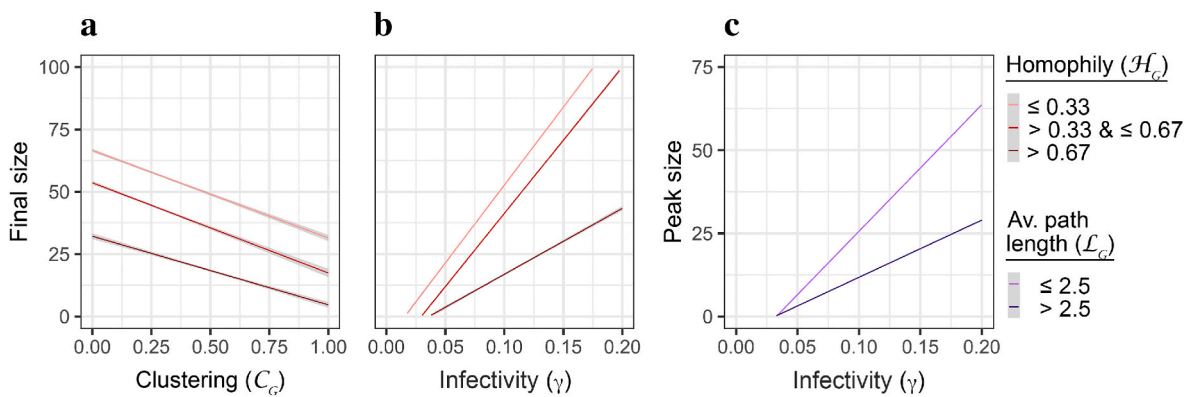 a
b
c
100
75
50
25
0
Final size
0.00 0.25 0.50 0.75 1.00
Clustering (C_G)
0.00 0.05 0.10 0.15 0.20
Infectivity (γ)
75
50
25
0
Peak size
0.00 0.05 0.10 0.15 0.20
Infectivity (γ)
Homophily (ℋ_G)
≤ 0.33
> 0.33 & ≤ 0.67
> 0.67
Av. path
length (ℒ_G)
≤ 2.5
> 2.5